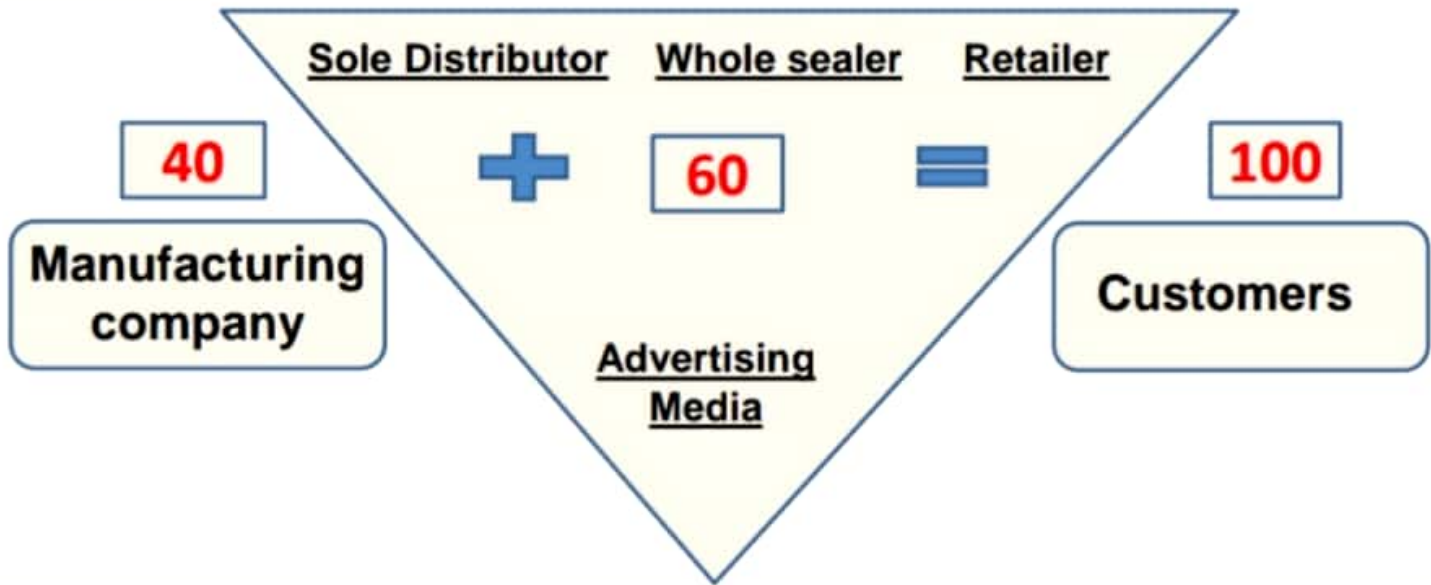 Sole Distributor Whole sealer Retailer
40 + 60 = 100
Manufacturing
company
Customers
Advertising
Media